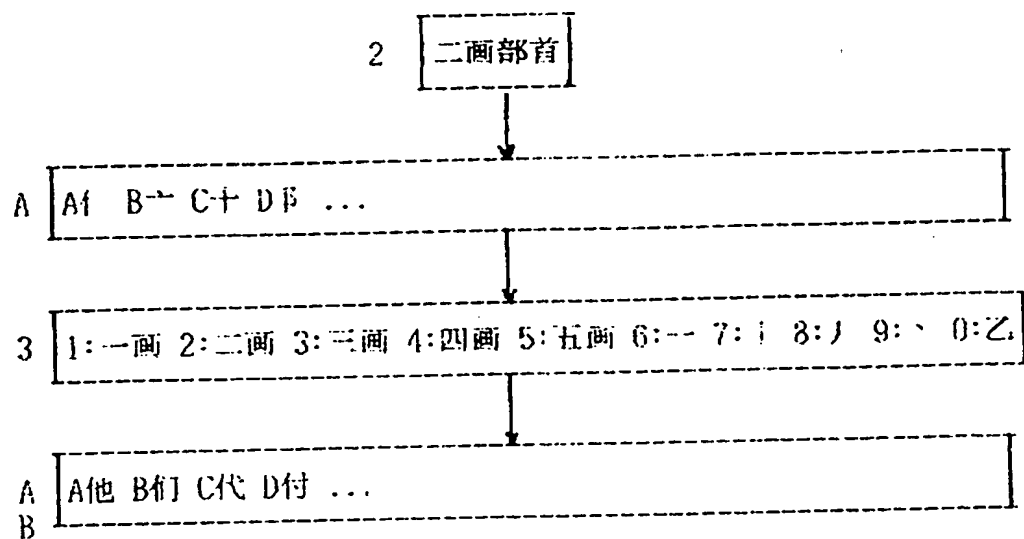 2 二画部首
A A亻 B亠 C十 D阝 ...
3 1:一画 2:二画 3:三画 4:四画 5:五画 6:一 7:丨 8:丿 9:丶 0:乙
A A他 B们 C代 D付 ...
B